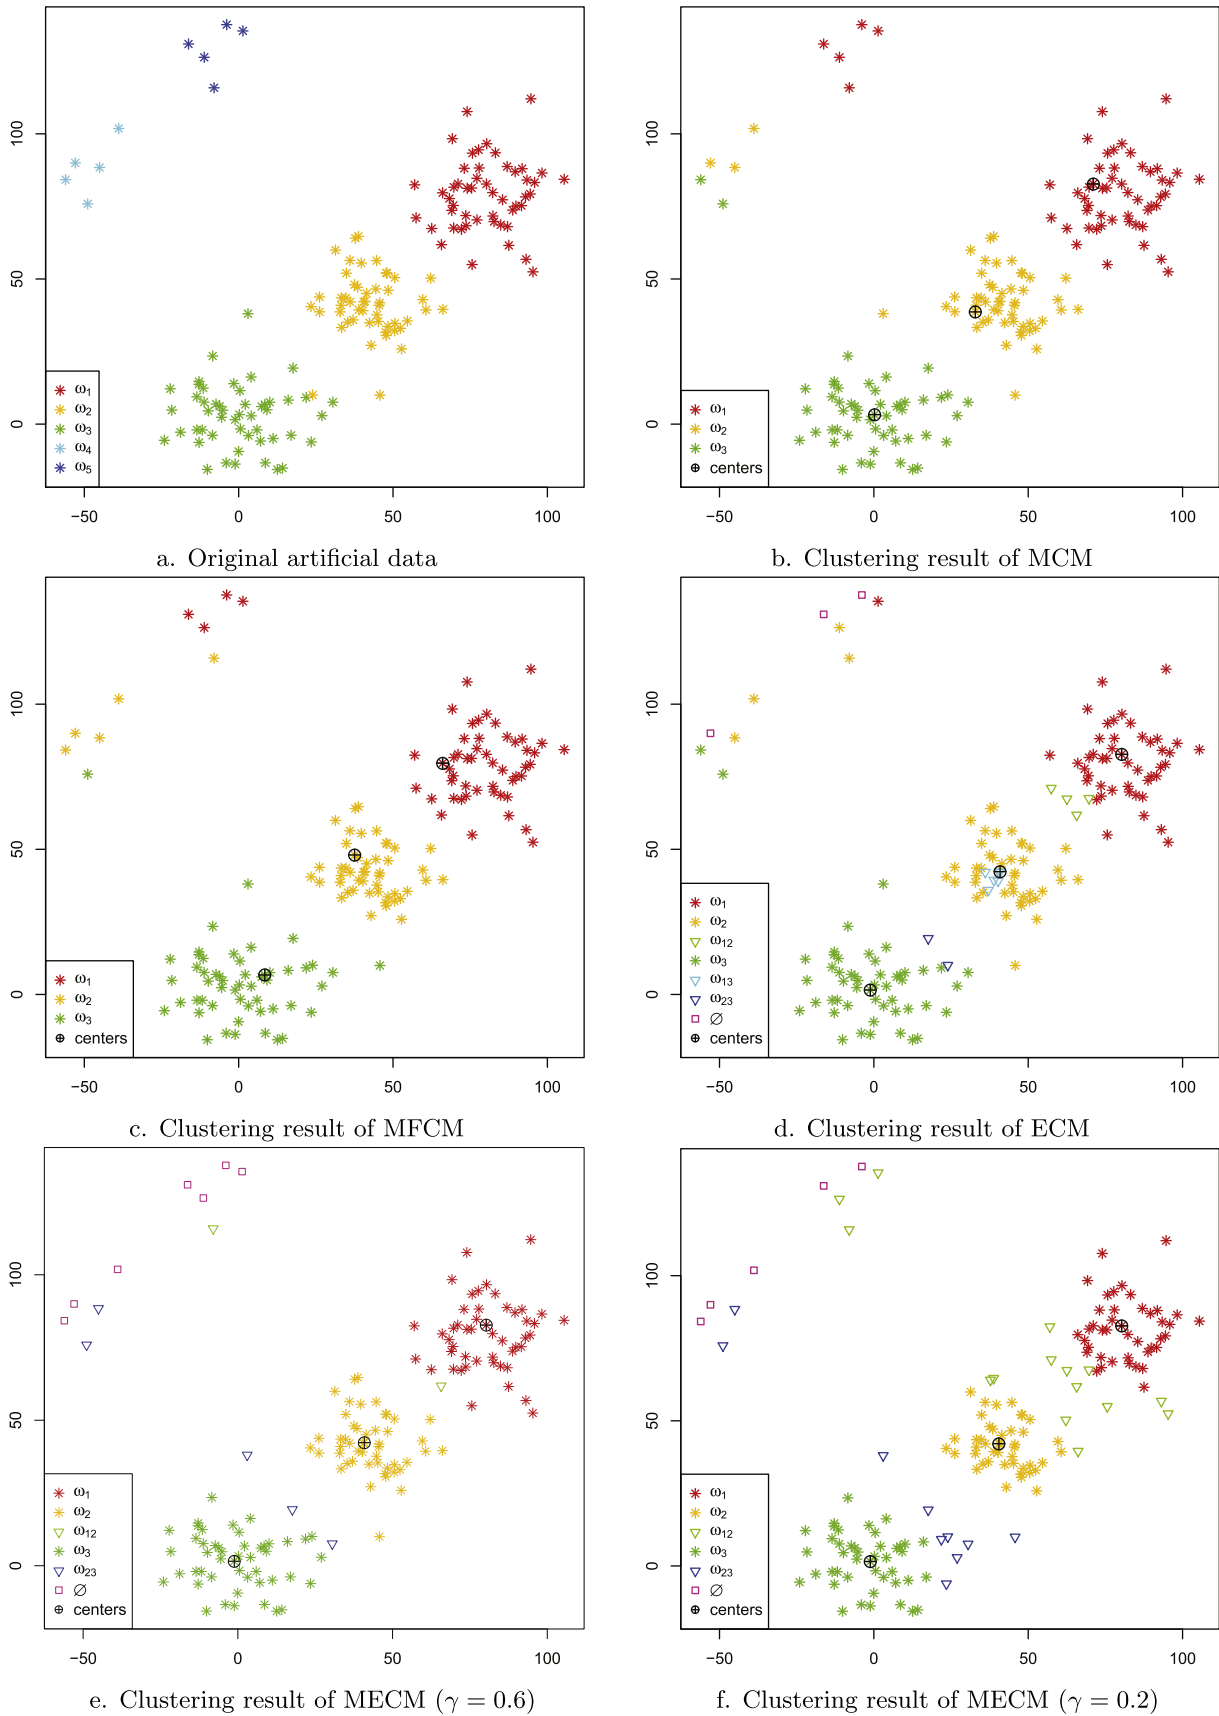 100
50
0
ω1
ω2
ω3
ω4
ω5
−50 0 50 100
a. Original artificial data
100
50
0
ω1
ω2
ω3
centers
−50 0 50 100
b. Clustering result of MCM
100
50
0
ω1
ω2
ω3
centers
−50 0 50 100
c. Clustering result of MFCM
100
50
0
ω1
ω2
ω12
ω3
ω13
ω23
∅
centers
−50 0 50 100
d. Clustering result of ECM
100
50
0
ω1
ω2
ω12
ω3
ω23
∅
centers
−50 0 50 100
e. Clustering result of MECM (γ = 0.6)
100
50
0
ω1
ω2
ω12
ω3
ω23
∅
centers
−50 0 50 100
f. Clustering result of MECM (γ = 0.2)